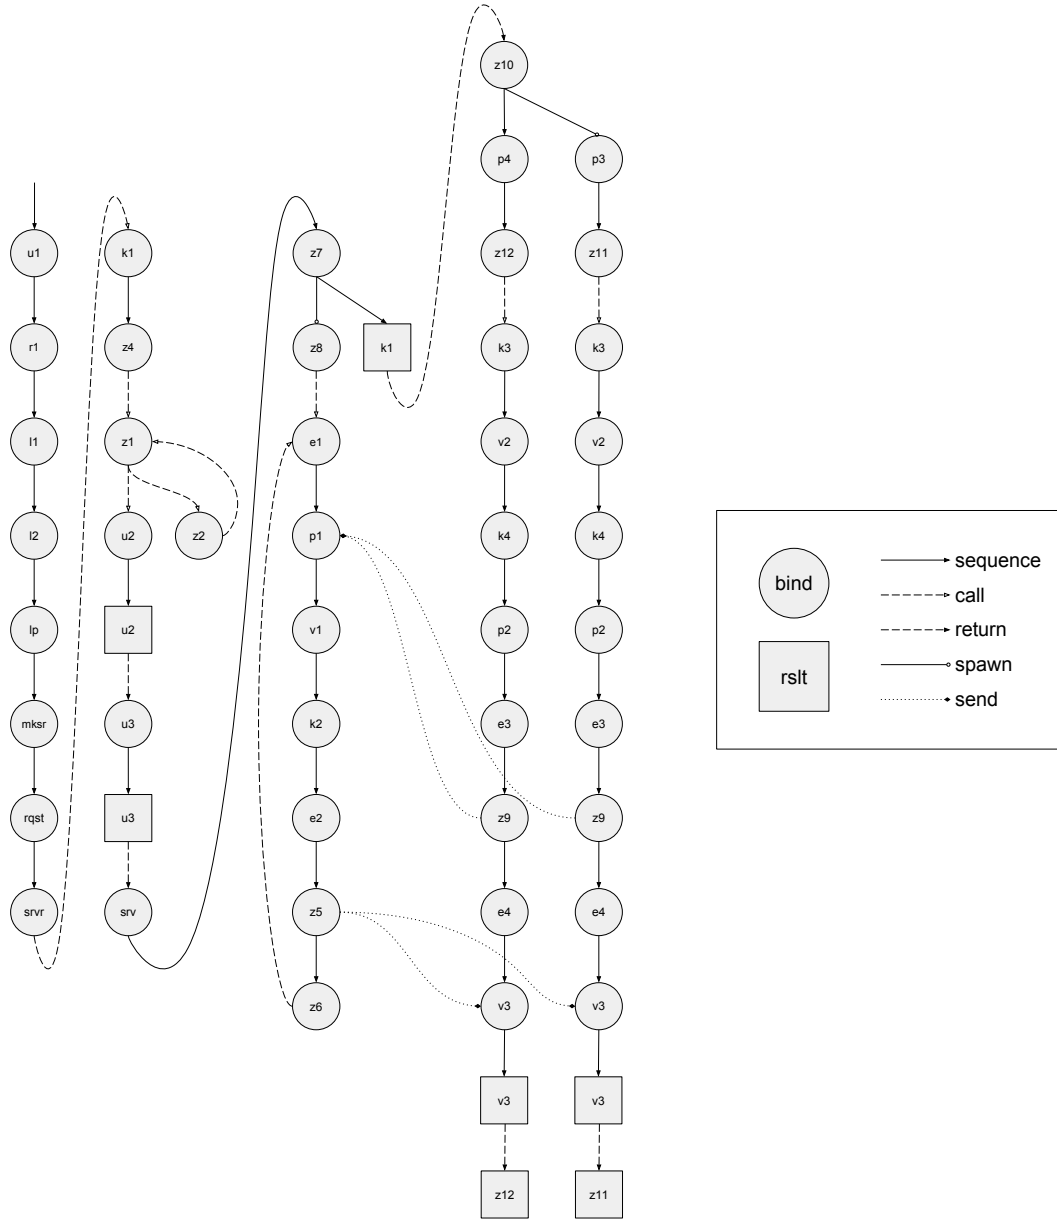 z10
p4 p3
u1 k1 z7 z12 z11
r1 z4 z8 k1 k3 k3
l1 z1 e1 v2 v2
l2 u2 z2 p1 k4 k4
lp u2 v1 p2 p2
mksr u3 k2 e3 e3
rqst u3 e2 z9 z9
srvr srv z5 e4 e4
z6 v3 v3
v3 v3
z12 z11
bind
rslt
sequence
call
return
spawn
send